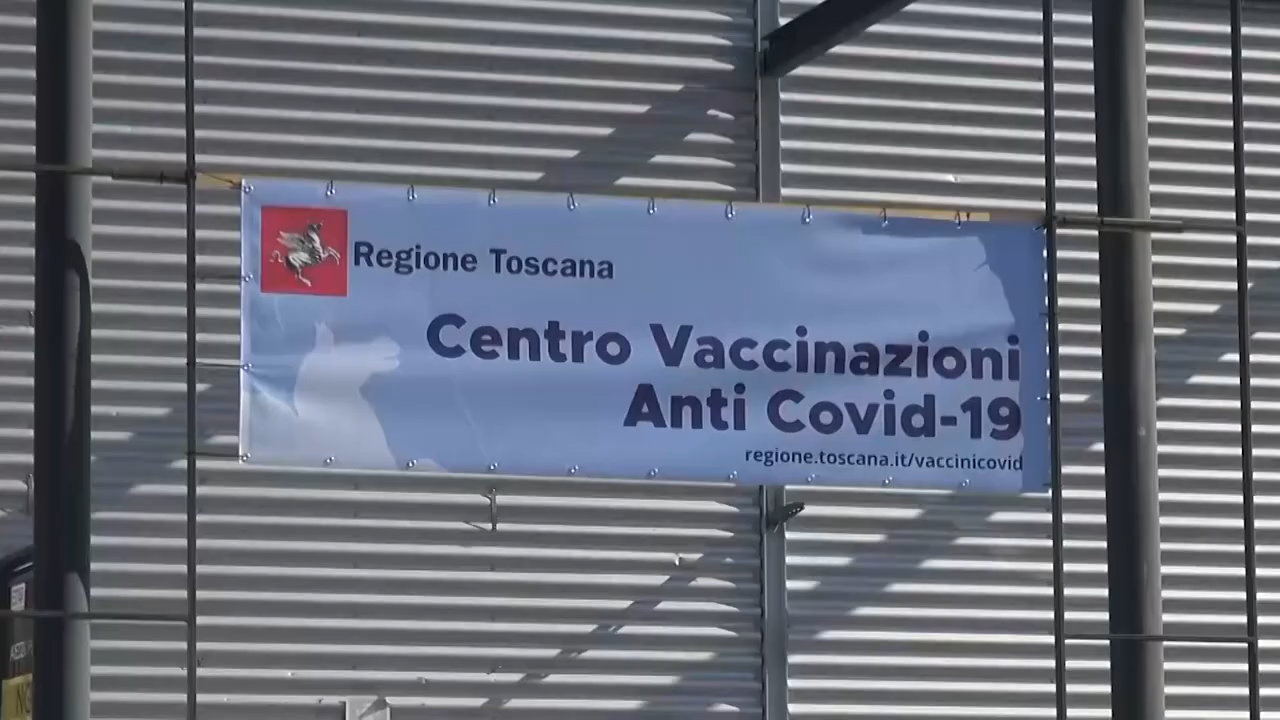 Regione Toscana
Centro Vaccinazioni
Anti Covid-19
regione.toscana.it/vaccinicovid